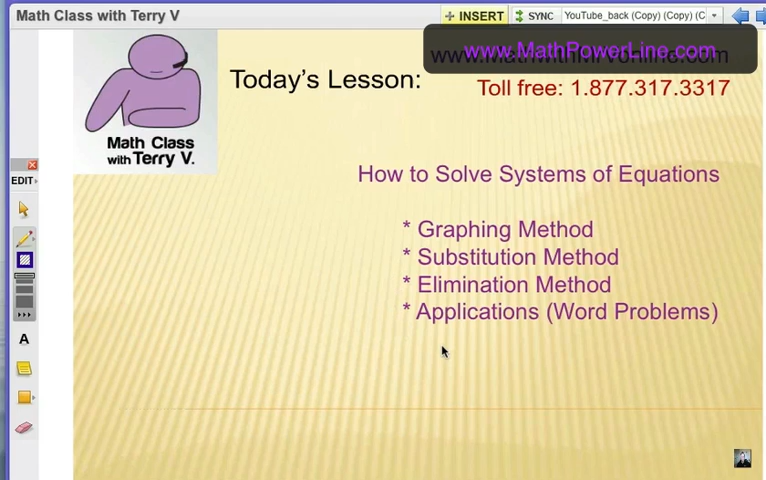 Math Class with Terry V
INSERT
SYNC
YouTube_back (Copy) (Copy) (C
www.MathPowerLine.com
Today's Lesson:
Toll free: 1.877.317.3317
Math Class
with Terry V.
EDIT
How to Solve Systems of Equations
* Graphing Method
* Substitution Method
* Elimination Method
* Applications (Word Problems)
A